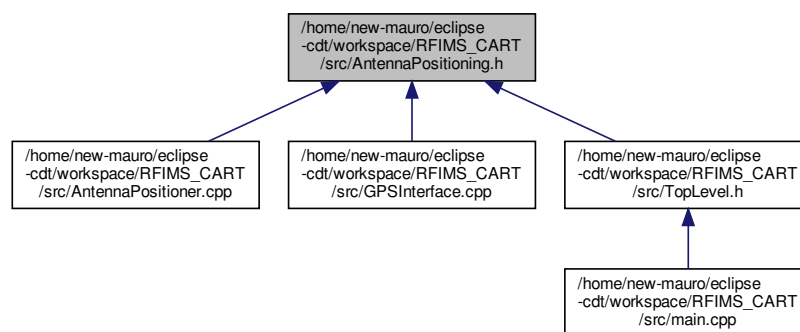 /home/new-mauro/eclipse
-cdt/workspace/RFIMS_CART
/src/AntennaPositioning.h
/home/new-mauro/eclipse
-cdt/workspace/RFIMS_CART
/src/AntennaPositioner.cpp
/home/new-mauro/eclipse
-cdt/workspace/RFIMS_CART
/src/GPSInterface.cpp
/home/new-mauro/eclipse
-cdt/workspace/RFIMS_CART
/src/TopLevel.h
/home/new-mauro/eclipse
-cdt/workspace/RFIMS_CART
/src/main.cpp